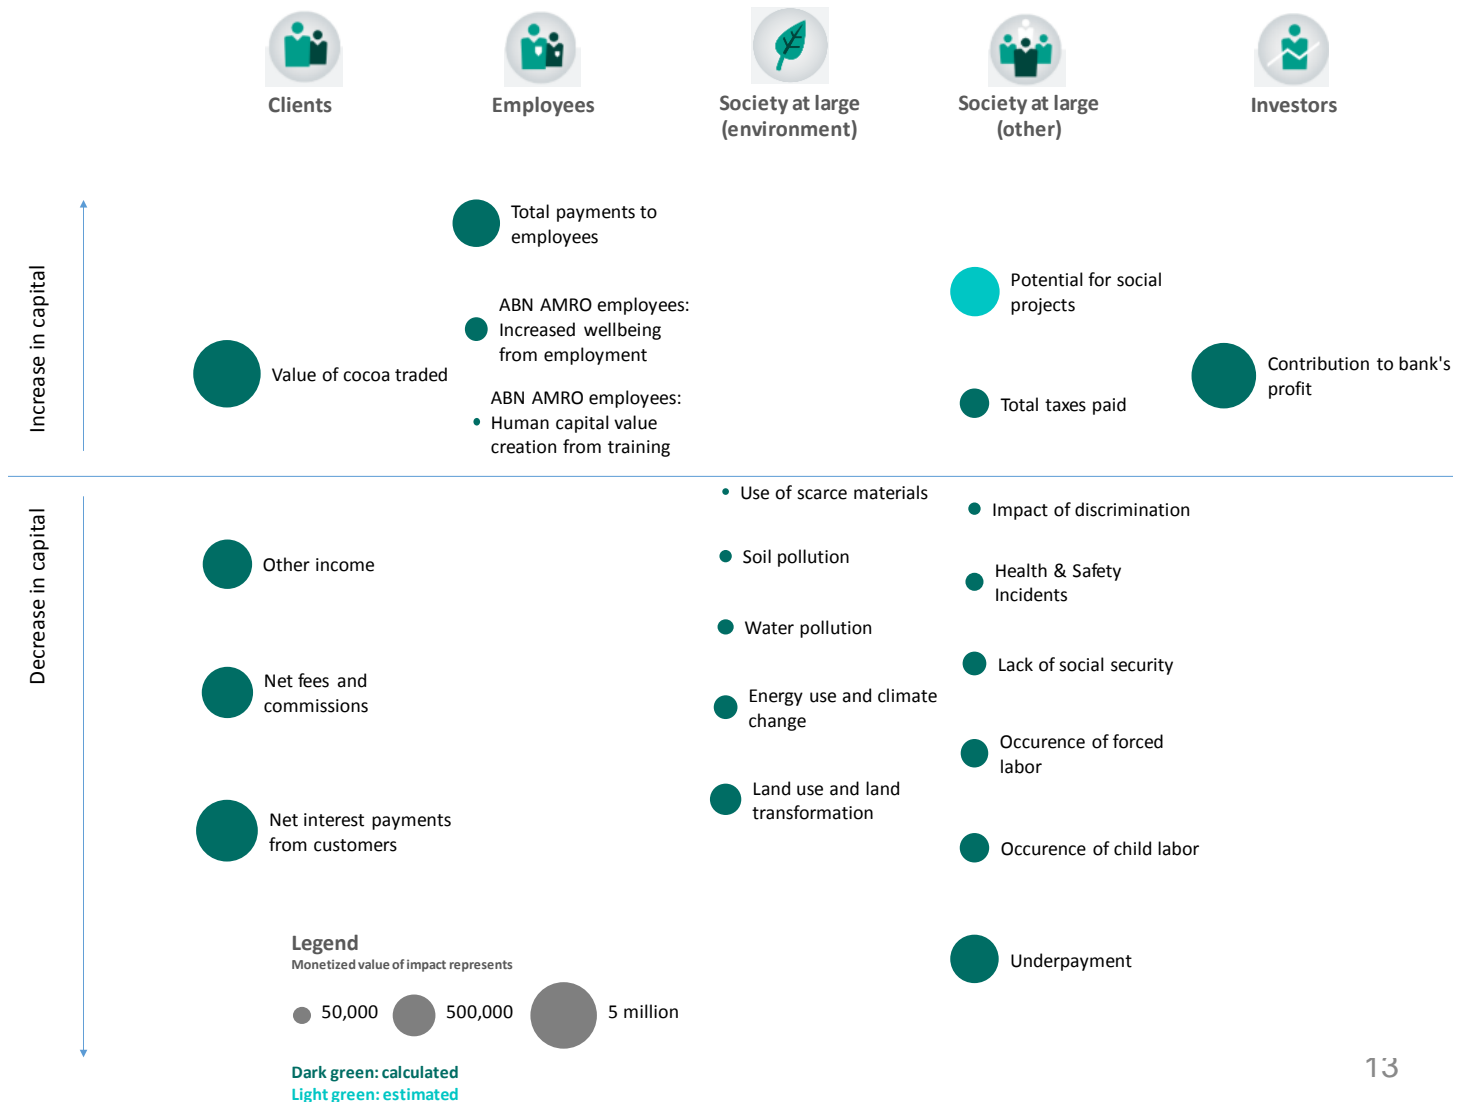 Clients
Employees
Society at large
(environment)
Society at large
(other)
Investors
Increase in capital
Total payments to
employees
ABN AMRO employees:
Increased wellbeing
from employment
Value of cocoa traded
ABN AMRO employees:
Human capital value
creation from training
Potential for social
projects
Total taxes paid
Contribution to bank's
profit
Decrease in capital
Other income
Net fees and
commissions
Net interest payments
from customers
Use of scarce materials
Soil pollution
Water pollution
Energy use and climate
change
Land use and land
transformation
Impact of discrimination
Health & Safety
Incidents
Lack of social security
Occurence of forced
labor
Occurence of child labor
Underpayment
Legend
Monetized value of impact represents
50,000
500,000
5 million
Dark green: calculated
Light green: estimated
13